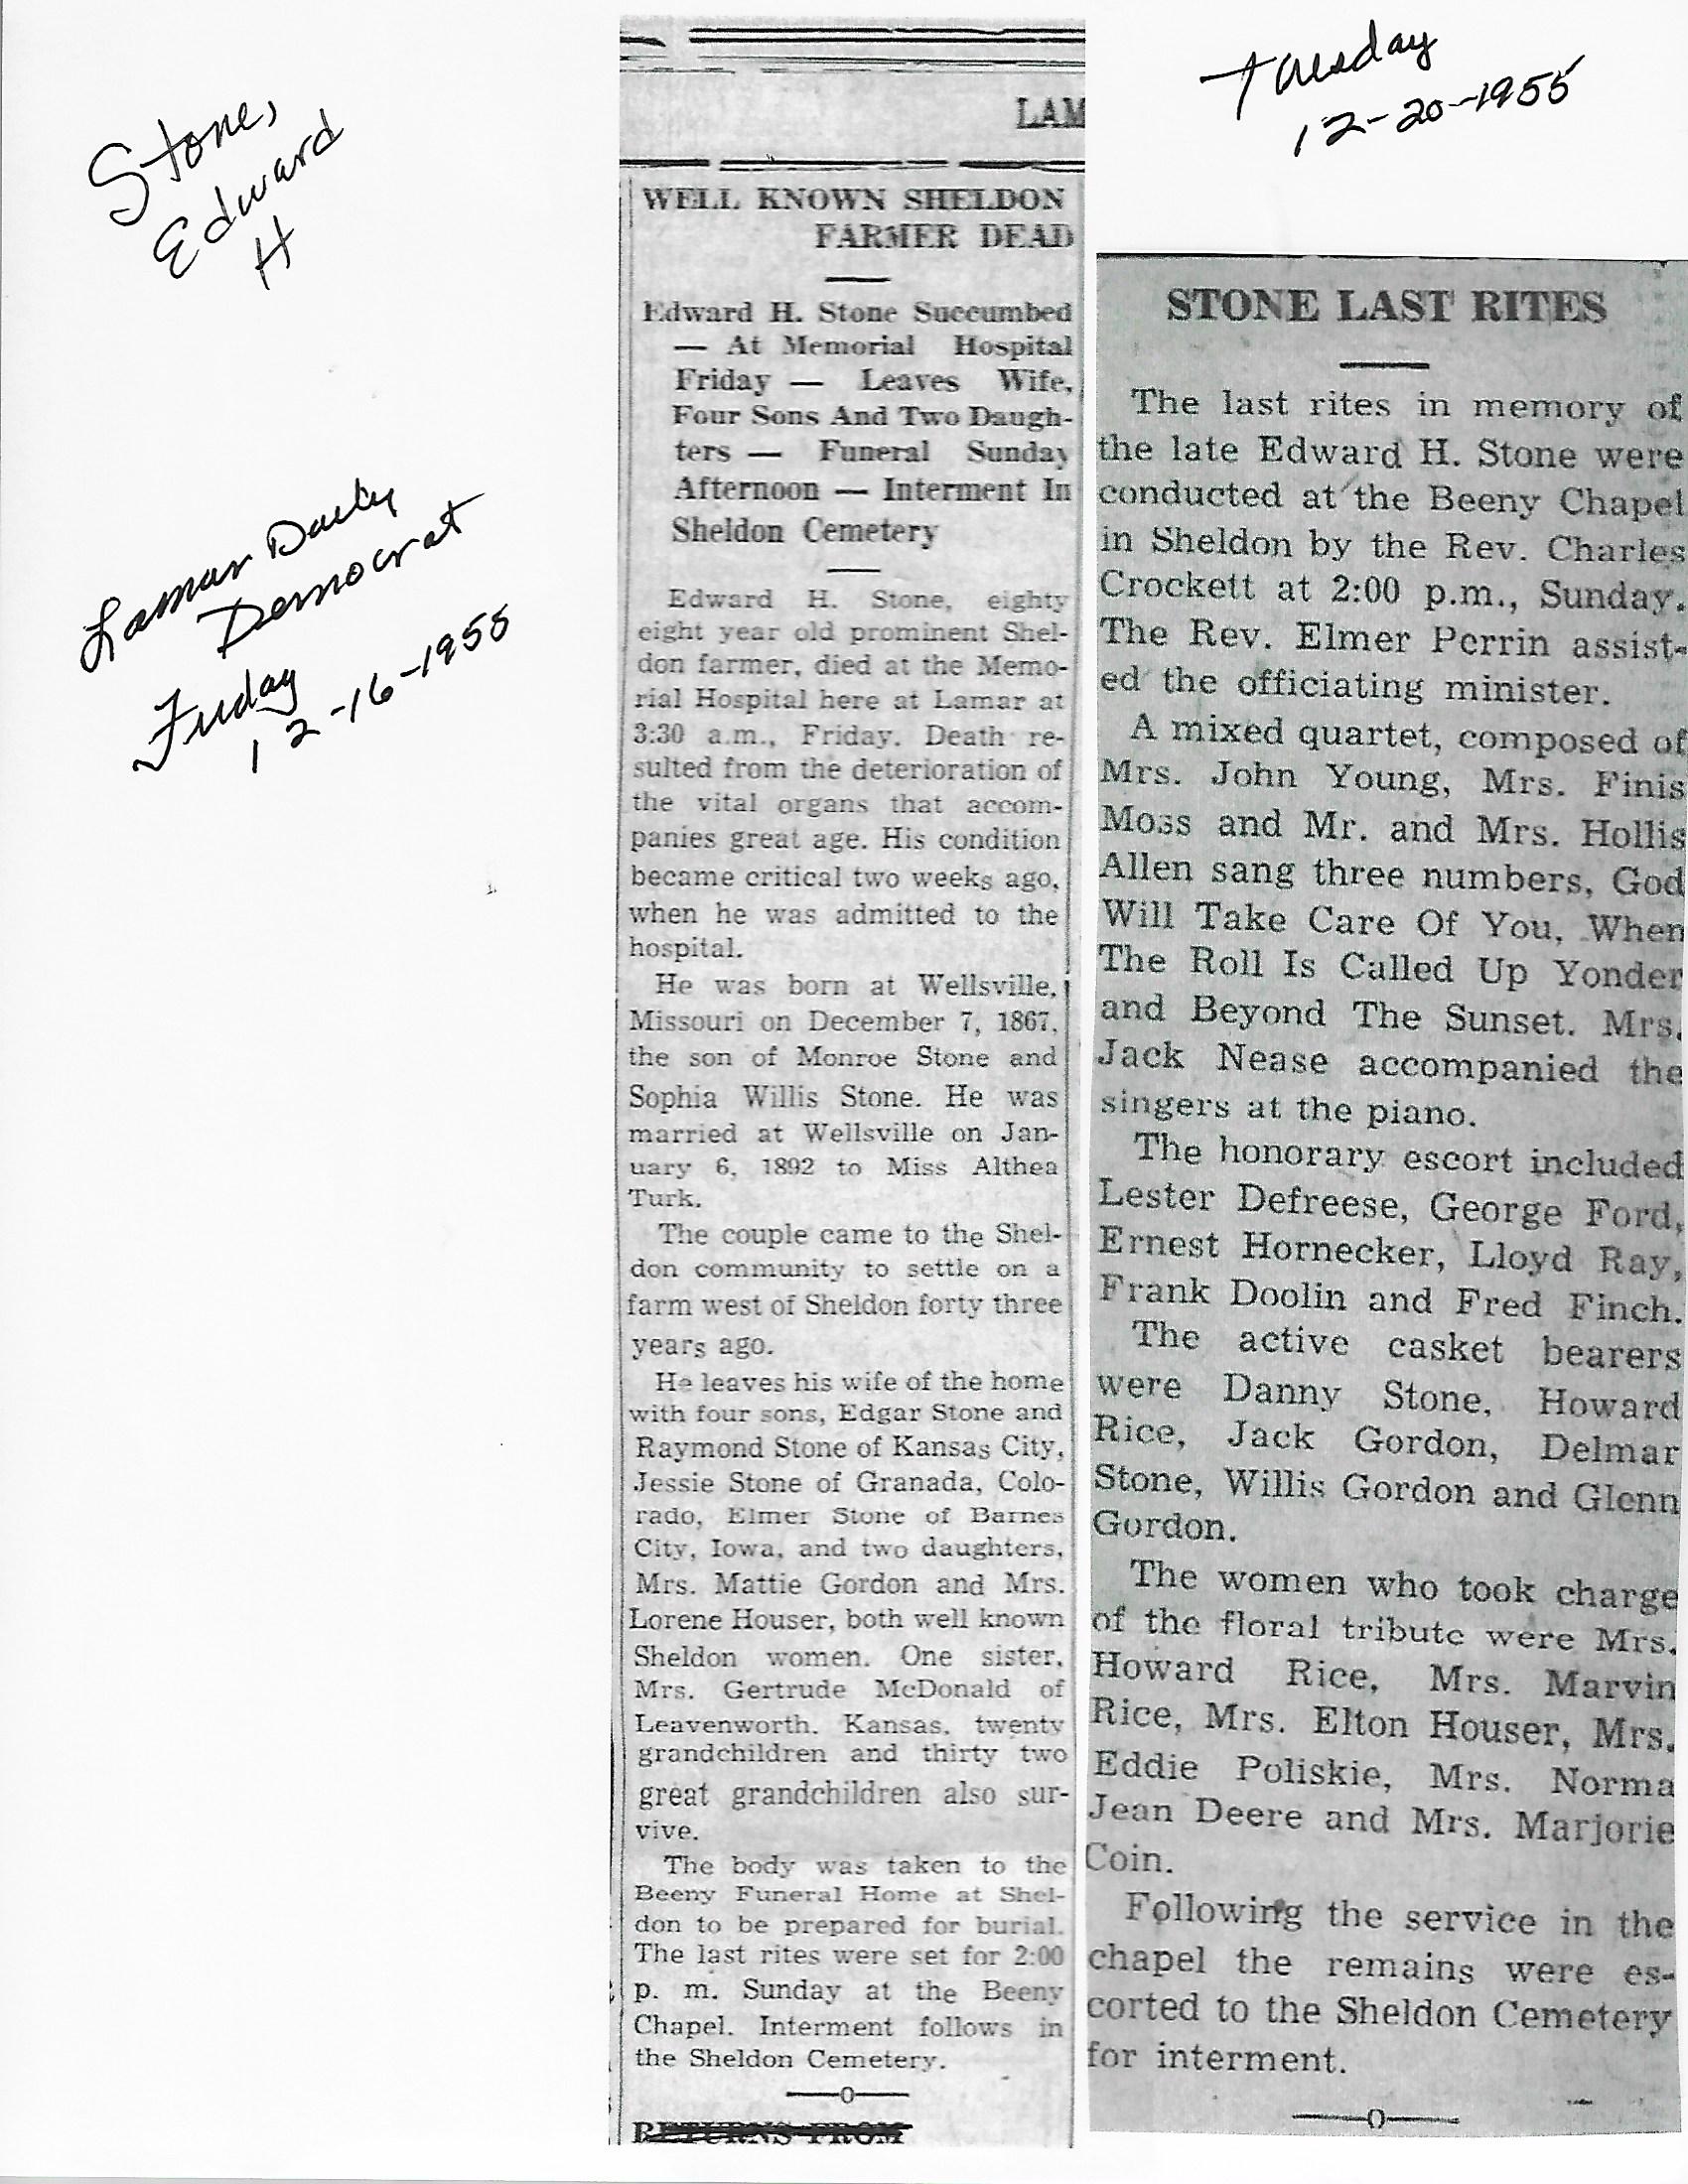 Stone,
Edward
H
Lamar Daily
Democrat
Friday
12-16-1955
LAM
WELL KNOWN SHELDON
FARMER DEAD
Edward H. Stone Succumbed
— At Memorial Hospital
Friday — Leaves Wife,
Four Sons And Two Daugh-
ters — Funeral Sunday
Afternoon — Interment In
Sheldon Cemetery
Edward H. Stone, eighty
eight year old prominent Shel-
don farmer, died at the Memo-
rial Hospital here at Lamar at
3:30 a.m., Friday. Death re-
sulted from the deterioration of
the vital organs that accom-
panies great age. His condition
became critical two weeks ago,
when he was admitted to the
hospital.
He was born at Wellsville,
Missouri on December 7, 1867,
the son of Monroe Stone and
Sophia Willis Stone. He was
married at Wellsville on Jan-
uary 6, 1892 to Miss Althea
Turk.
The couple came to the Shel-
don community to settle on a
farm west of Sheldon forty three
years ago.
He leaves his wife of the home
with four sons, Edgar Stone and
Raymond Stone of Kansas City,
Jessie Stone of Granada, Colo-
rado, Elmer Stone of Barnes
City, Iowa, and two daughters,
Mrs. Mattie Gordon and Mrs.
Lorene Houser, both well known
Sheldon women. One sister,
Mrs. Gertrude McDonald of
Leavenworth, Kansas, twenty
grandchildren and thirty two
great grandchildren also sur-
vive.
The body was taken to the
Beeny Funeral Home at Shel-
don to be prepared for burial.
The last rites were set for 2:00
p. m. Sunday at the Beeny
Chapel. Interment follows in
the Sheldon Cemetery.
—o—
RETURNS FROM
Tuesday
12-20-1955
STONE LAST RITES
The last rites in memory of
the late Edward H. Stone were
conducted at the Beeny Chapel
in Sheldon by the Rev. Charles
Crockett at 2:00 p.m., Sunday.
The Rev. Elmer Perrin assist-
ed the officiating minister.
A mixed quartet, composed of
Mrs. John Young, Mrs. Finis
Moss and Mr. and Mrs. Hollis
Allen sang three numbers, God
Will Take Care Of You, When
The Roll Is Called Up Yonder
and Beyond The Sunset. Mrs.
Jack Nease accompanied the
singers at the piano.
The honorary escort included
Lester Defreese, George Ford,
Ernest Hornecker, Lloyd Ray,
Frank Doolin and Fred Finch.
The active casket bearers
were Danny Stone, Howard
Rice, Jack Gordon, Delmar
Stone, Willis Gordon and Glenn
Gordon.
The women who took charge
of the floral tribute were Mrs.
Howard Rice, Mrs. Marvin
Rice, Mrs. Elton Houser, Mrs.
Eddie Poliskie, Mrs. Norma
Jean Deere and Mrs. Marjorie
Coin.
Following the service in the
chapel the remains were es-
corted to the Sheldon Cemetery
for interment.
—o—